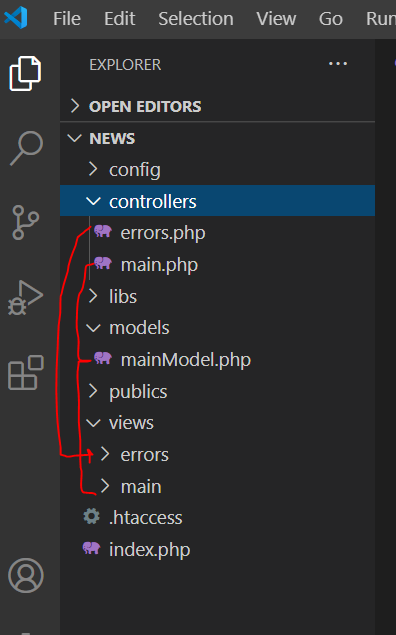 File Edit Selection View Go Run
EXPLORER ...
OPEN EDITORS
NEWS
config
controllers
errors.php
main.php
libs
models
mainModel.php
publics
views
errors
main
.htaccess
index.php